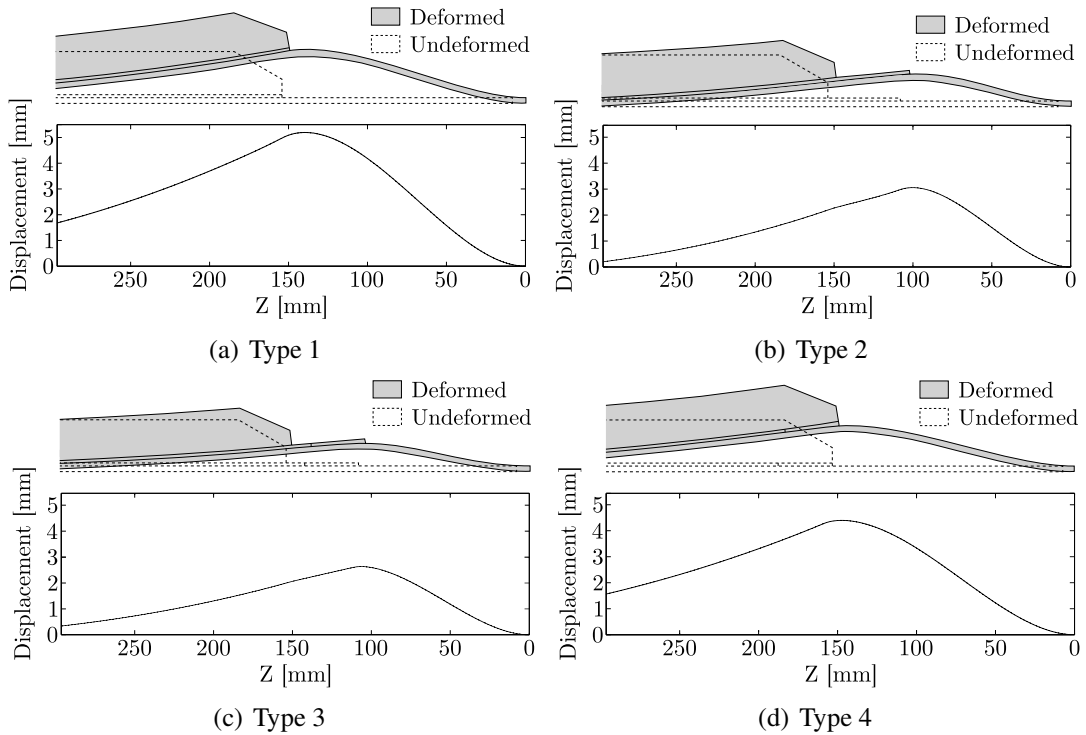 Deformed
Undeformed
Displacement [mm]
5
4
3
2
1
0
250 200 150 100 50 0
Z [mm]
(a) Type 1
Deformed
Undeformed
Displacement [mm]
5
4
3
2
1
0
250 200 150 100 50 0
Z [mm]
(b) Type 2
Deformed
Undeformed
Displacement [mm]
5
4
3
2
1
0
250 200 150 100 50 0
Z [mm]
(c) Type 3
Deformed
Undeformed
Displacement [mm]
5
4
3
2
1
0
250 200 150 100 50 0
Z [mm]
(d) Type 4